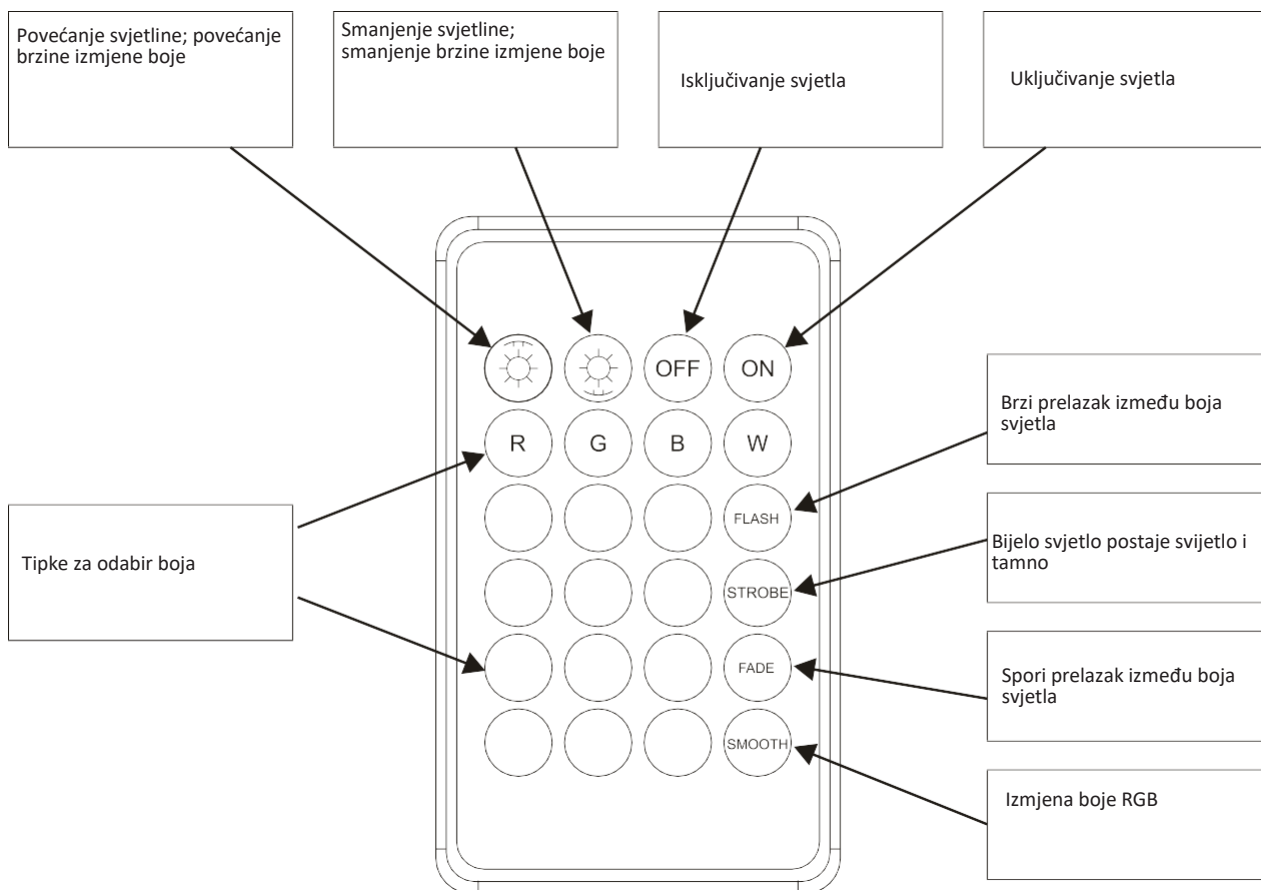 Povećanje svjetline; povećanje
brzine izmjene boje
Smanjenje svjetline;
smanjenje brzine izmjene boje
Isključivanje svjetla
Uključivanje svjetla
OFF
ON
R
G
B
W
Brzi prelazak između boja
svjetla
FLASH
Tipke za odabir boja
Bijelo svjetlo postaje svijetlo i
tamno
STROBE
FADE
Spori prelazak između boja
svjetla
SMOOTH
Izmjena boje RGB